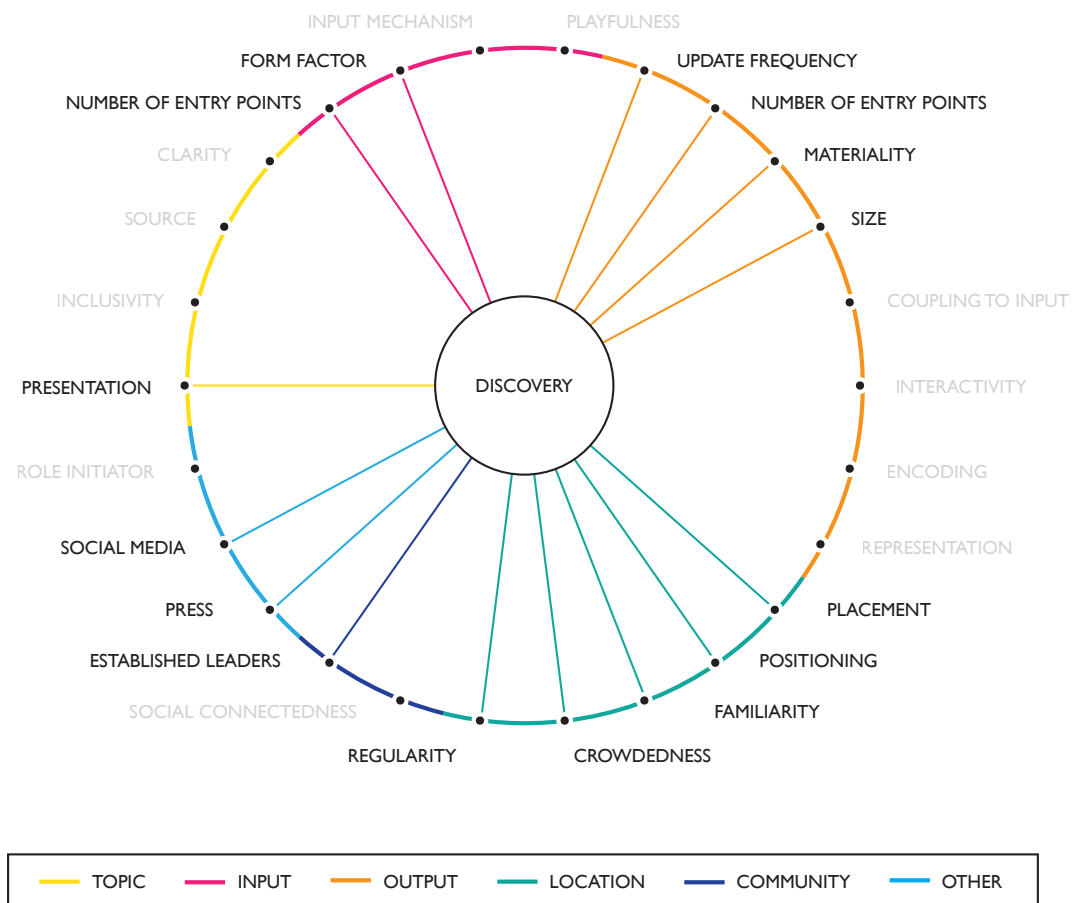 INPUT MECHANISM
PLAYFULNESS
FORM FACTOR
UPDATE FREQUENCY
NUMBER OF ENTRY POINTS
NUMBER OF ENTRY POINTS
CLARITY
MATERIALITY
SOURCE
SIZE
INCLUSIVITY
COUPLING TO INPUT
PRESENTATION
DISCOVERY
INTERACTIVITY
ROLE INITIATOR
ENCODING
SOCIAL MEDIA
REPRESENTATION
PRESS
PLACEMENT
ESTABLISHED LEADERS
POSITIONING
SOCIAL CONNECTEDNESS
FAMILIARITY
REGULARITY
CROWDEDNESS
TOPIC
INPUT
OUTPUT
LOCATION
COMMUNITY
OTHER